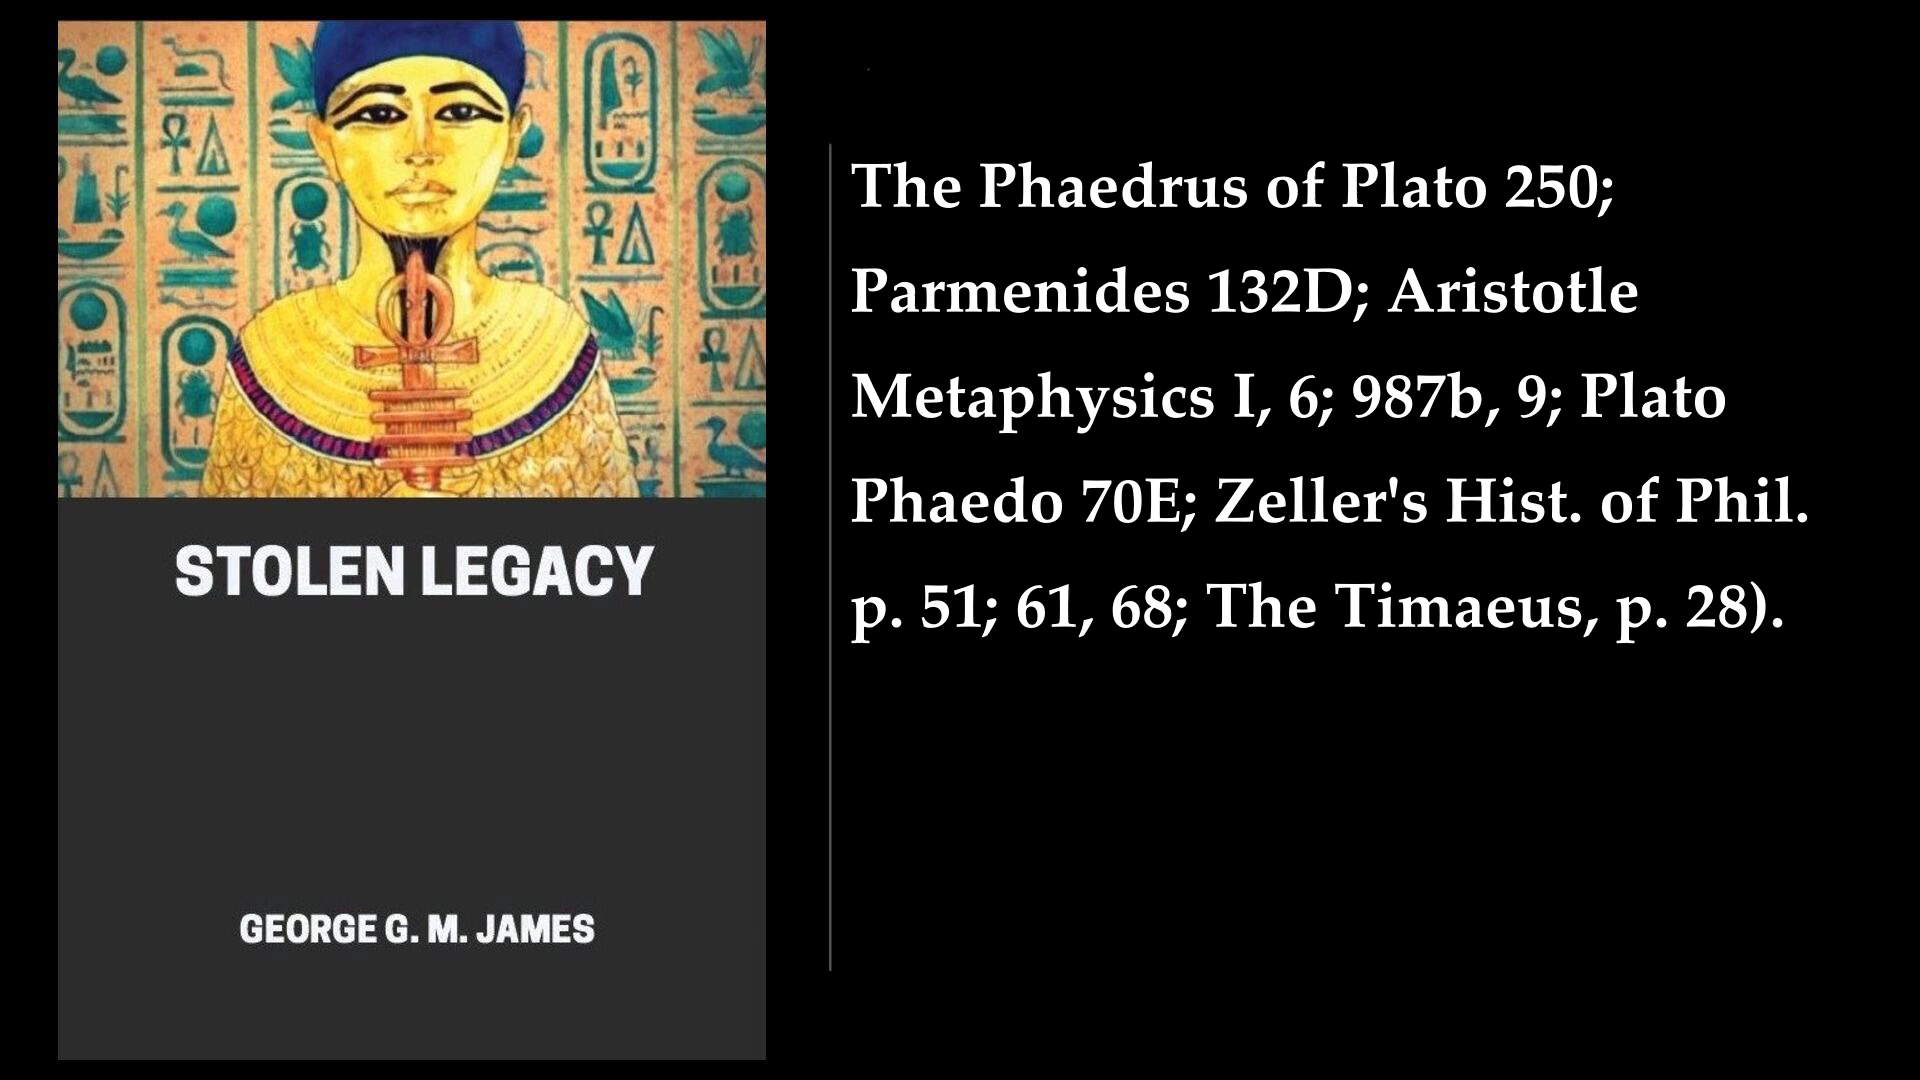 STOLEN LEGACY
GEORGE G. M. JAMES
The Phaedrus of Plato 250;
Parmenides 132D; Aristotle
Metaphysics I, 6; 987b, 9; Plato
Phaedo 70E; Zeller's Hist. of Phil.
p. 51; 61, 68; The Timaeus, p. 28).